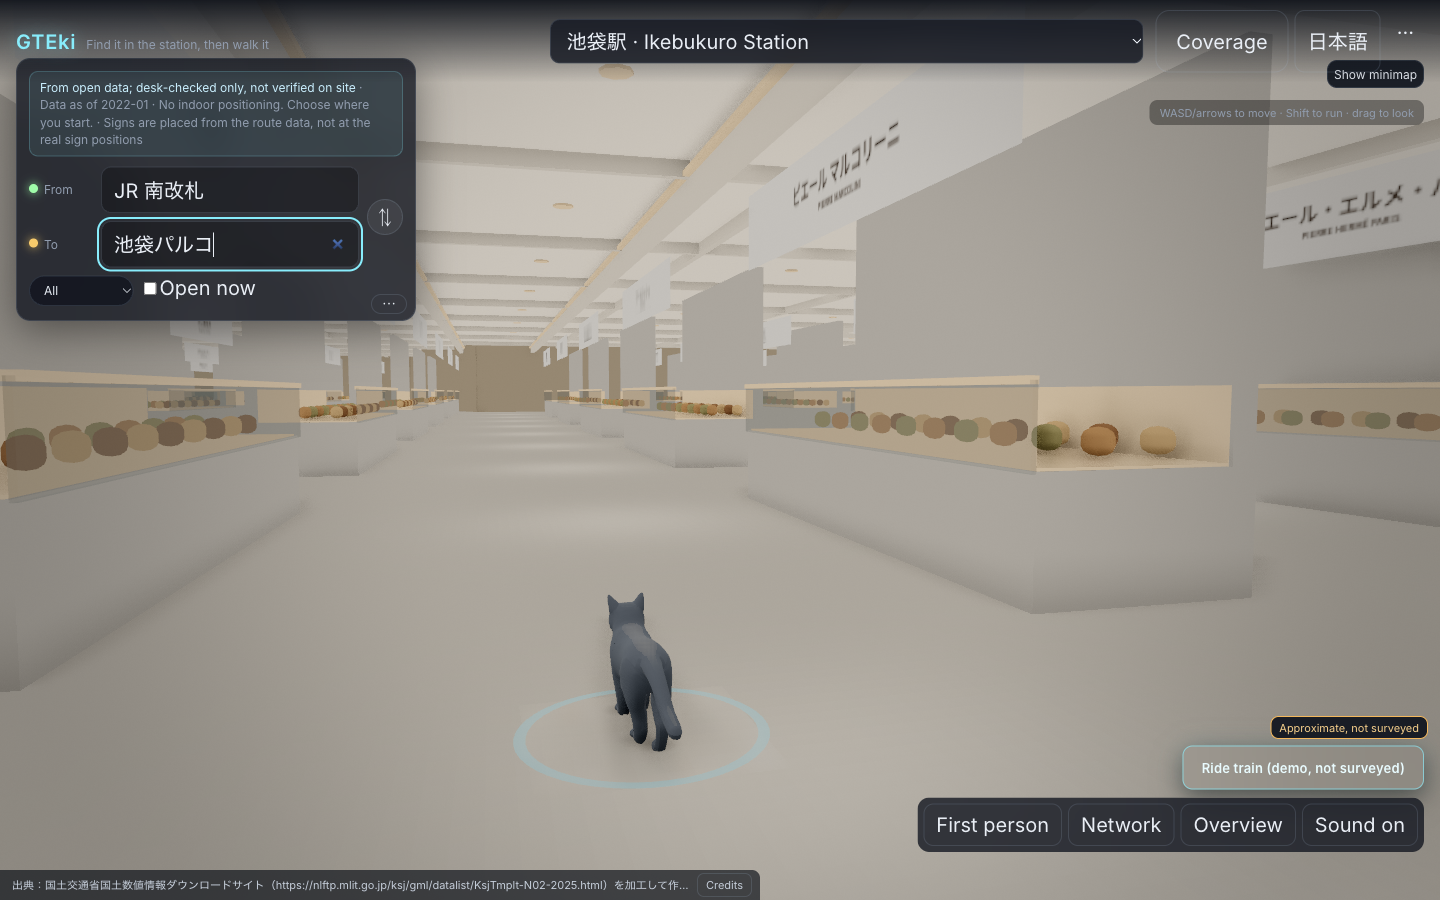 GTEki Find it in the station, then walk it
池袋駅 · Ikebukuro Station
Coverage
日本語
...
Show minimap
WASD/arrows to move · Shift to run · drag to look
From open data; desk-checked only, not verified on site ·
Data as of 2022-01 · No indoor positioning. Choose where
you start. · Signs are placed from the route data, not at the
real sign positions
From JR 南改札
To 池袋パルコ
All
Open now
...
ピエール マルコリーニ
エール・エルメ・
PIERRE HERMÉ PARIS
Approximate, not surveyed
Ride train (demo, not surveyed)
First person
Network
Overview
Sound on
出典：国土交通省国土数値情報ダウンロードサイト（https://nlftp.mlit.go.jp/ksj/gml/datalist/KsjTmplt-N02-2025.html）を加工して作...
Credits